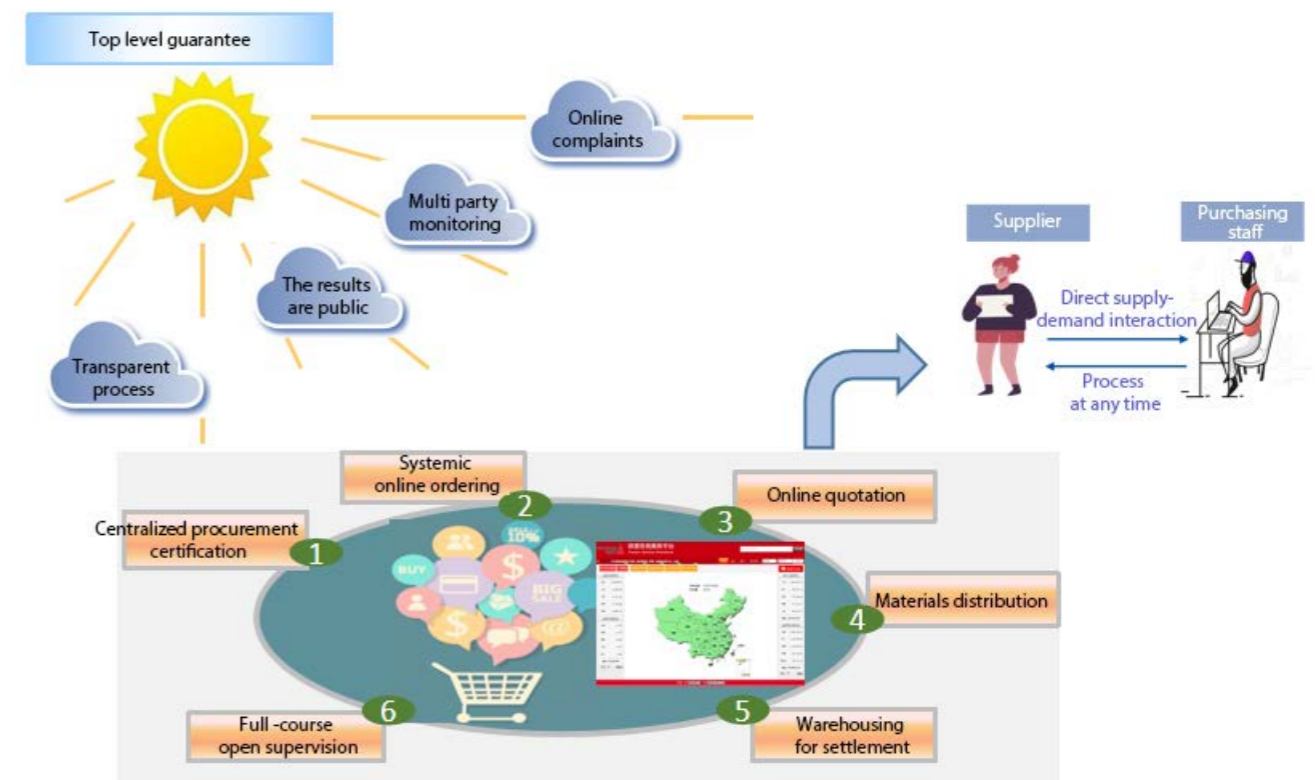 Top level guarantee
Online
complaints
Multi party
monitoring
The results
are public
Transparent
process
Supplier
Purchasing
staff
Direct supply-
demand interaction
Process
at any time
Systemic
online ordering
2
Online quotation
3
Centralized procurement
certification
1
BUY
10%
BIG
SALE
$
$
Materials distribution
4
Full -course
open supervision
6
5
Warehousing
for settlement